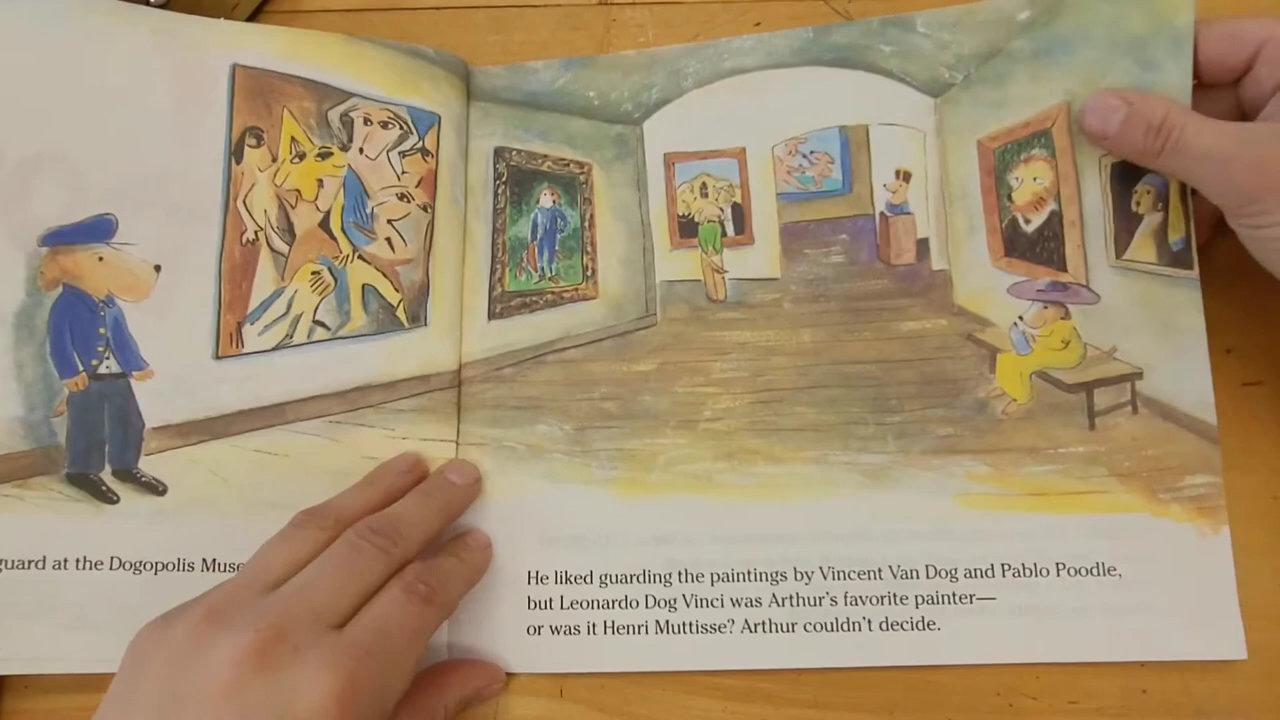 guard at the Dogopolis
He liked guarding the paintings by Vincent Van Dog and Pablo Poodle,
but Leonardo Dog Vinci was Arthur's favorite painter—
or was it Henri Muttisse? Arthur couldn't decide.